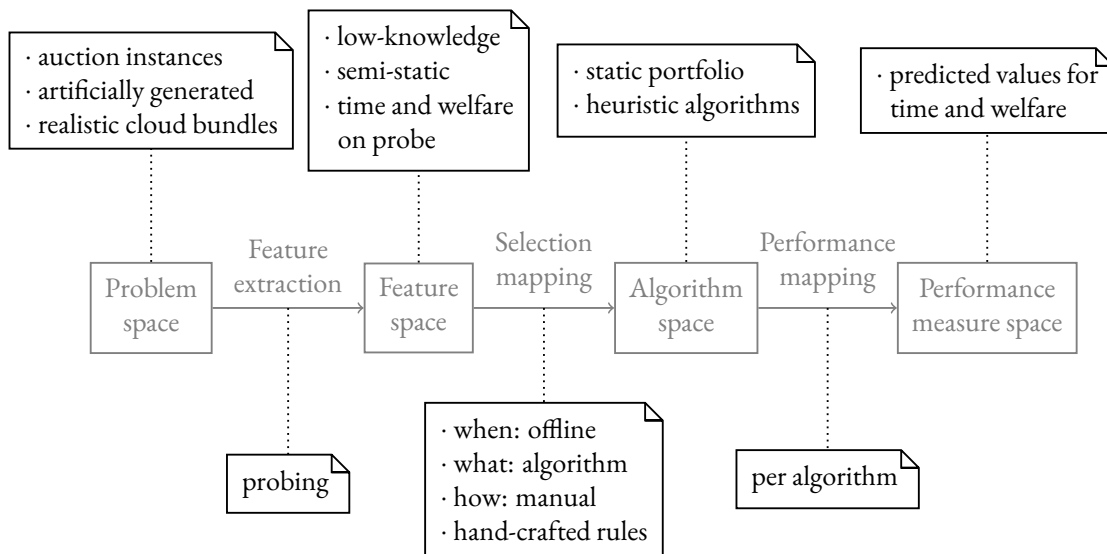 · auction instances
· artificially generated
· realistic cloud bundles
· low-knowledge
· semi-static
· time and welfare
on probe
· static portfolio
· heuristic algorithms
· predicted values for
time and welfare
Problem
space
Feature
extraction
Feature
space
Selection
mapping
Algorithm
space
Performance
mapping
Performance
measure space
probing
· when: offline
· what: algorithm
· how: manual
· hand-crafted rules
per algorithm